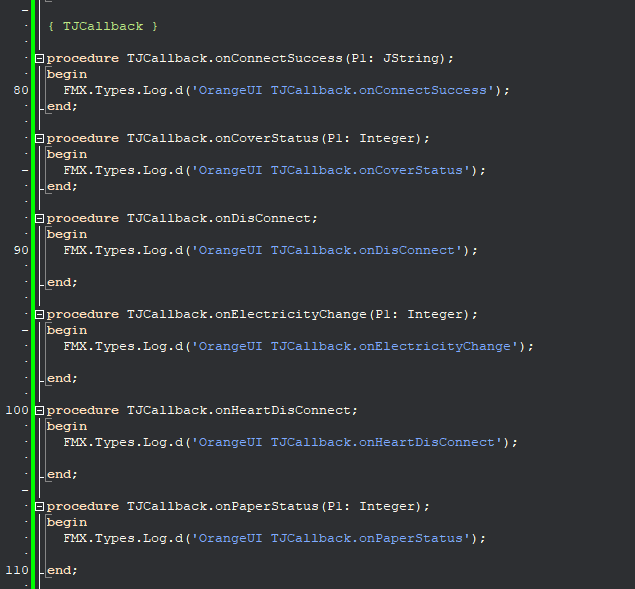 { TJCallback }
procedure TJCallback.onConnectSuccess(P1: JString);
begin
80 FMX.Types.Log.d('OrangeUI TJCallback.onConnectSuccess');
end;
procedure TJCallback.onCoverStatus(P1: Integer);
begin
FMX.Types.Log.d('OrangeUI TJCallback.onCoverStatus');
end;
procedure TJCallback.onDisConnect;
begin
90 FMX.Types.Log.d('OrangeUI TJCallback.onDisConnect');
end;
procedure TJCallback.onElectricityChange(P1: Integer);
begin
FMX.Types.Log.d('OrangeUI TJCallback.onElectricityChange');
end;
100 procedure TJCallback.onHeartDisConnect;
begin
FMX.Types.Log.d('OrangeUI TJCallback.onHeartDisConnect');
end;
procedure TJCallback.onPaperStatus(P1: Integer);
begin
FMX.Types.Log.d('OrangeUI TJCallback.onPaperStatus');
110 end;